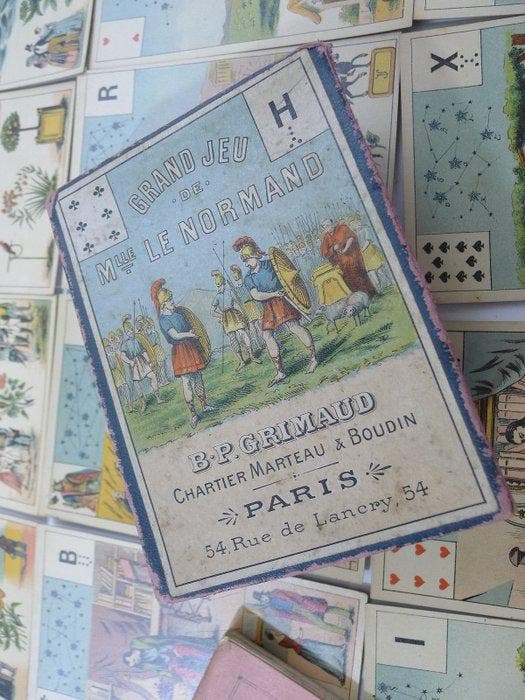 R
X
H
GRAND JEU
DE
MLLE LE NORMAND
B·P·GRIMAUD
CHARTIER MARTEAU & BOUDIN
PARIS
54, Rue de Lancry, 54
B
I